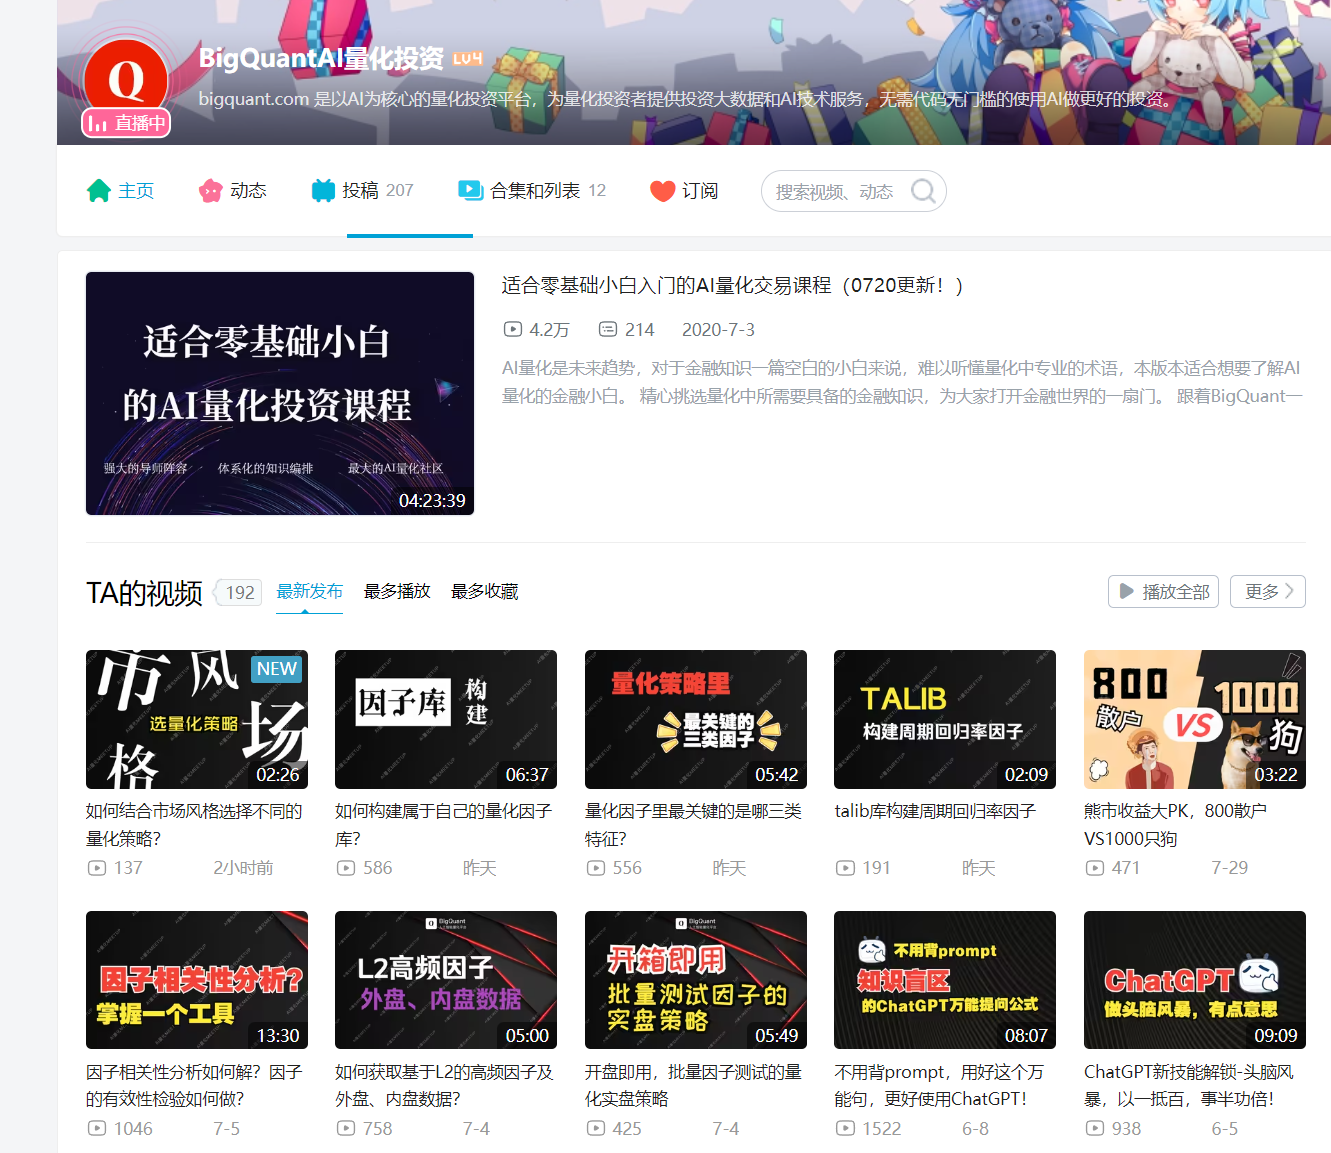 BigQuantAI量化投资 LV4
bigquant.com 是以AI为核心的量化投资平台，为量化投资者提供投资大数据和AI技术服务，无需代码无门槛的使用AI做更好的投资。
Q
直播中
主页 动态 投稿 207 合集和列表 12 订阅 搜索视频、动态
适合零基础小白
的AI量化投资课程
强大的导师阵容 体系化的知识编排 最大的AI量化社区
04:23:39
适合零基础小白入门的AI量化交易课程（0720更新！）
4.2万 214 2020-7-3
AI量化是未来趋势，对于金融知识一篇空白的小白来说，难以听懂量化中专业的术语，本版本适合想要了解AI
量化的金融小白。 精心挑选量化中所需要具备的金融知识，为大家打开金融世界的一扇门。 跟着BigQuant一
TA的视频 192 最新发布 最多播放 最多收藏 播放全部 更多
市风
NEW
选量化策略
场
格
02:26
如何结合市场风格选择不同的
量化策略？
137 2小时前
因子库
构
建
06:37
如何构建属于自己的量化因子
库？
586 昨天
量化策略里
最关键的
三类因子
05:42
量化因子里最关键的是哪三类
特征？
556 昨天
TALIB
构建周期回归率因子
02:09
talib库构建周期回归率因子
191 昨天
800
散户
VS
1000
狗
03:22
熊市收益大PK，800散户
VS1000只狗
471 7-29
因子相关性分析？
掌握一个工具
13:30
因子相关性分析如何解？因子
的有效性检验如何做？
1046 7-5
BigQuant
L2高频因子
外盘、内盘数据
05:00
如何获取基于L2的高频因子及
外盘、内盘数据？
758 7-4
BigQuant
开箱即用
批量测试因子的
实盘策略
05:49
开盘即用，批量因子测试的量
化实盘策略
425 7-4
不用背prompt
知识盲区
的ChatGPT万能提问公式
08:07
不用背prompt，用好这个万
能句，更好使用ChatGPT！
1522 6-8
ChatGPT
做头脑风暴，有点意思
09:09
ChatGPT新技能解锁-头脑风
暴，以一抵百，事半功倍！
938 6-5